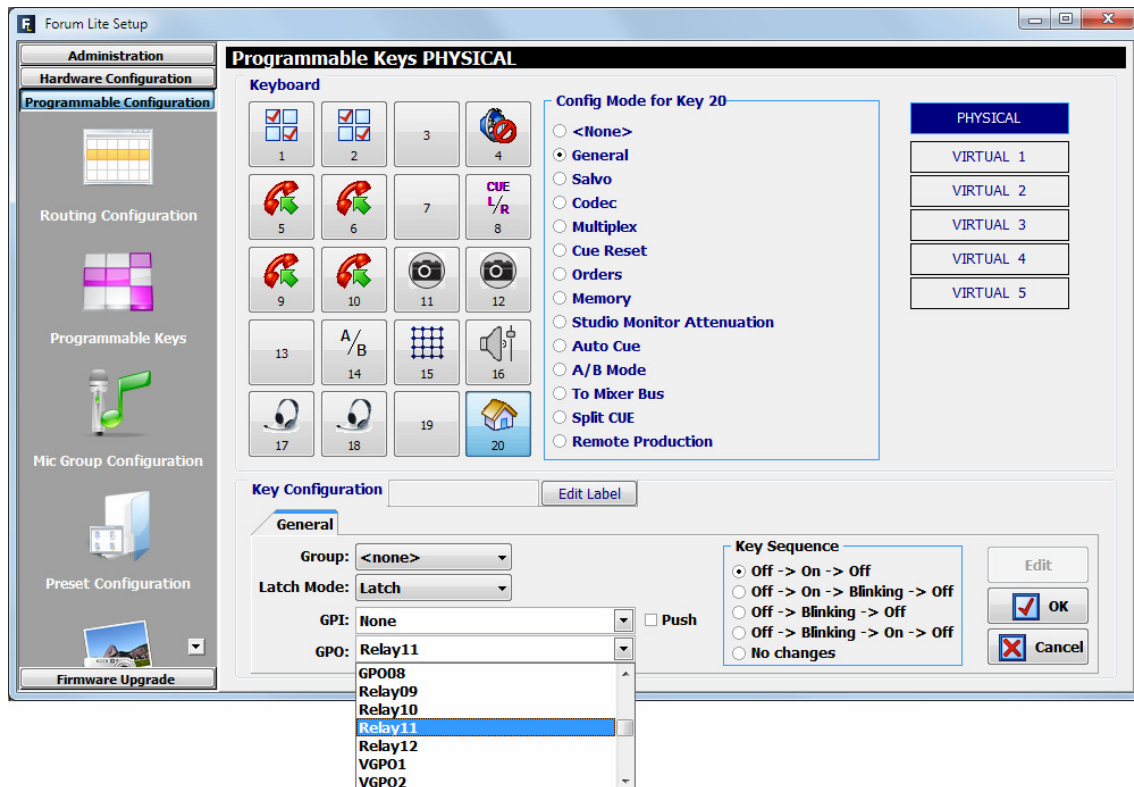 Forum Lite Setup
Administration
Hardware Configuration
Programmable Configuration
Routing Configuration
Programmable Keys
Mic Group Configuration
Preset Configuration
Firmware Upgrade
Programmable Keys PHYSICAL
Keyboard
1 2 3 4
CUE
L/R
5 6 7 8
9 10 11 12
A/B
13 14 15 16
17 18 19 20
Config Mode for Key 20
<None>
General
Salvo
Codec
Multiplex
Cue Reset
Orders
Memory
Studio Monitor Attenuation
Auto Cue
A/B Mode
To Mixer Bus
Split CUE
Remote Production
PHYSICAL
VIRTUAL 1
VIRTUAL 2
VIRTUAL 3
VIRTUAL 4
VIRTUAL 5
Key Configuration Edit Label
General
Group: <none>
Latch Mode: Latch
GPI: None Push
GPO: Relay11
GPO08
Relay09
Relay10
Relay11
Relay12
VGPO1
VGPO2
Key Sequence
Off -> On -> Off
Off -> On -> Blinking -> Off
Off -> Blinking -> Off
Off -> Blinking -> On -> Off
No changes
Edit
OK
Cancel